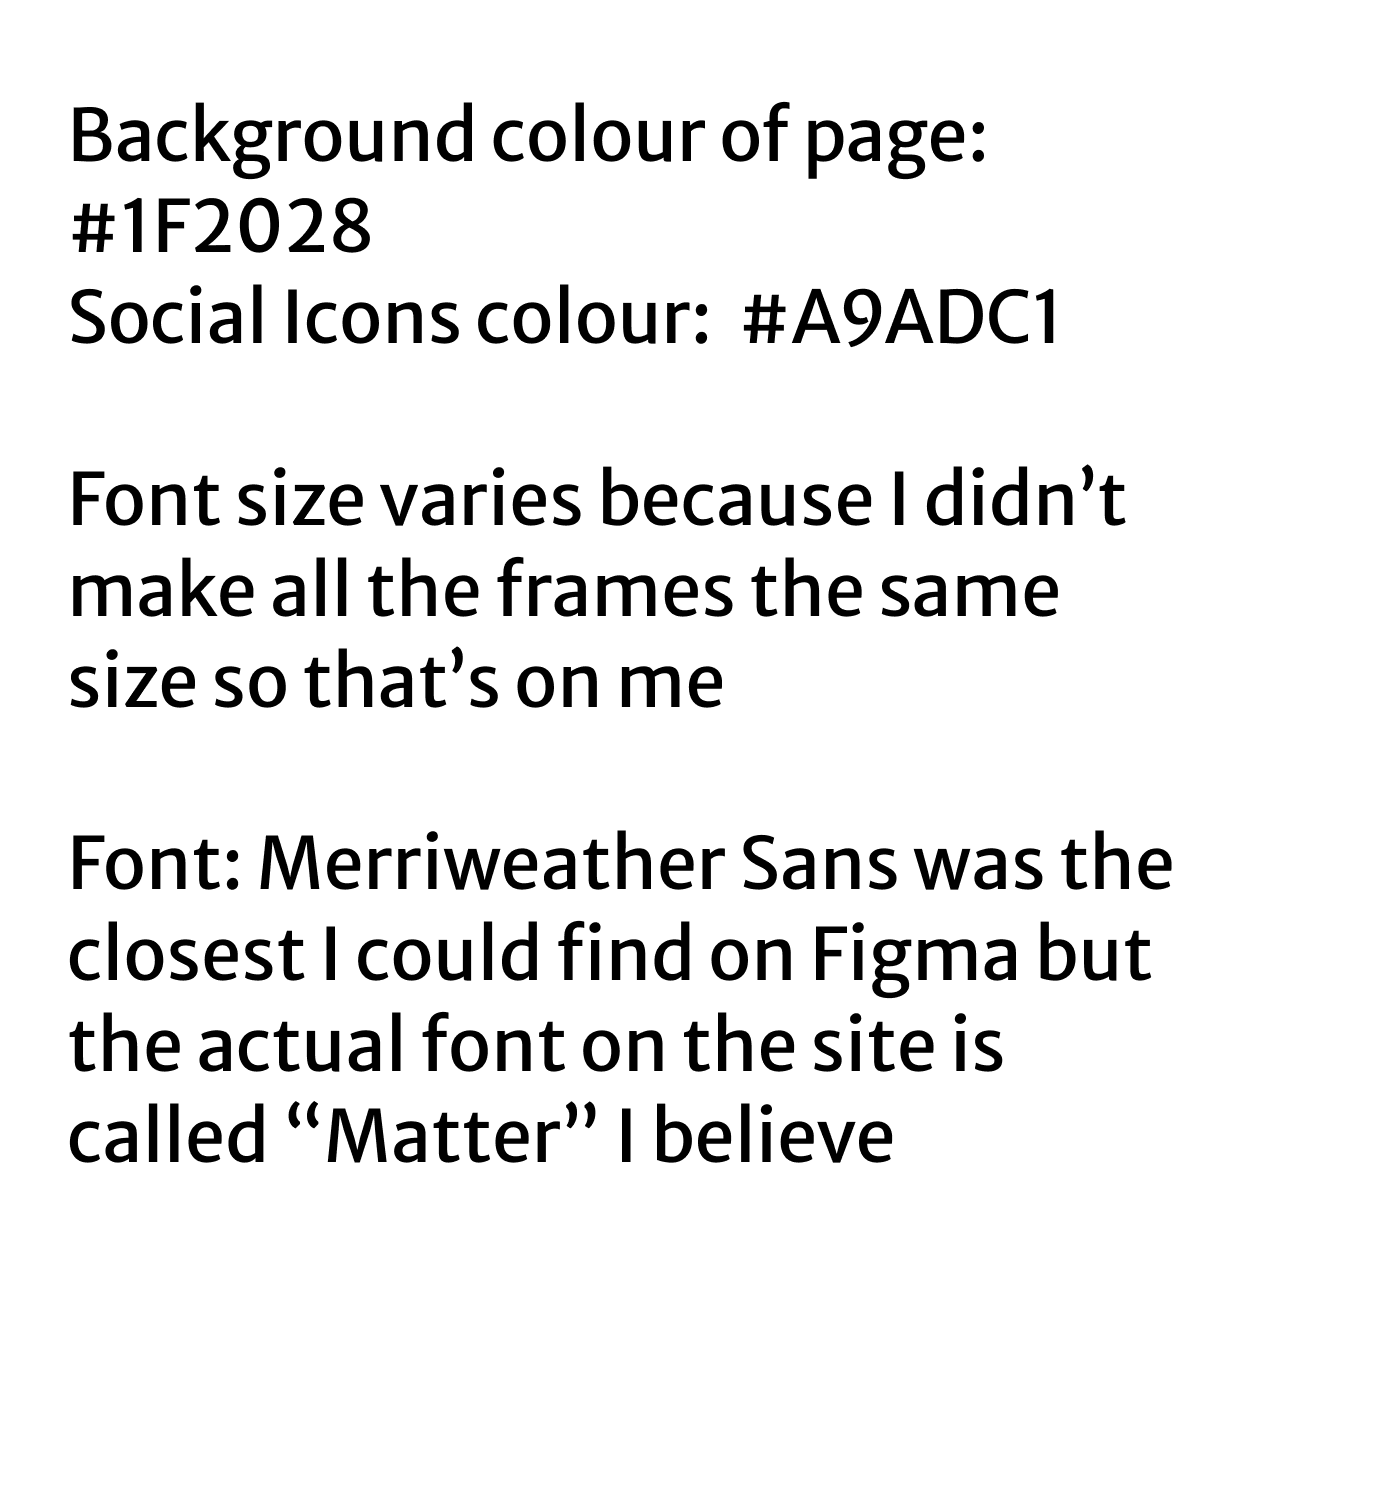 Background colour of page:
#1F2028
Social Icons colour:  #A9ADC1
Font size varies because I didn’t
make all the frames the same
size so that’s on me
Font: Merriweather Sans was the
closest I could find on Figma but
the actual font on the site is
called “Matter” I believe